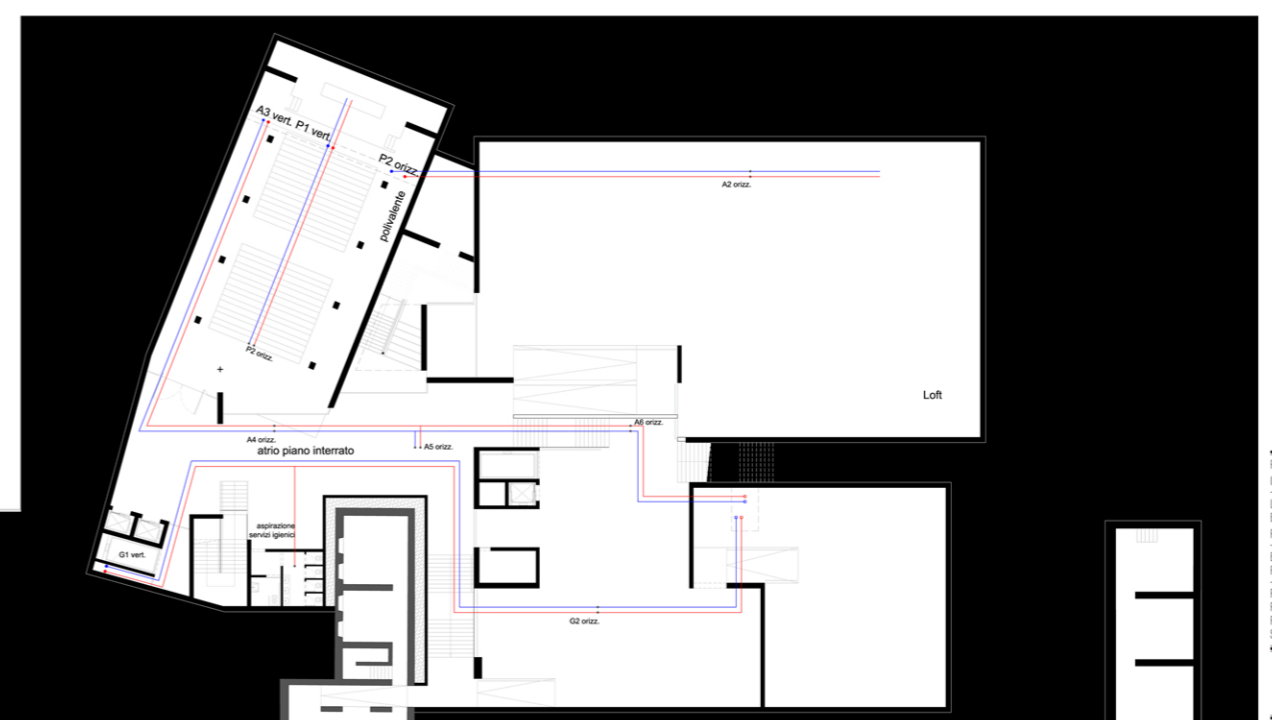 A3 vert.
P1 vert.
P2 orizz.
polivalente
A2 orizz.
P2 orizz.
Loft
A6 orizz.
A4 orizz.
A5 orizz.
atrio piano interrato
aspirazione
servizi igienici
G1 vert.
G2 orizz.